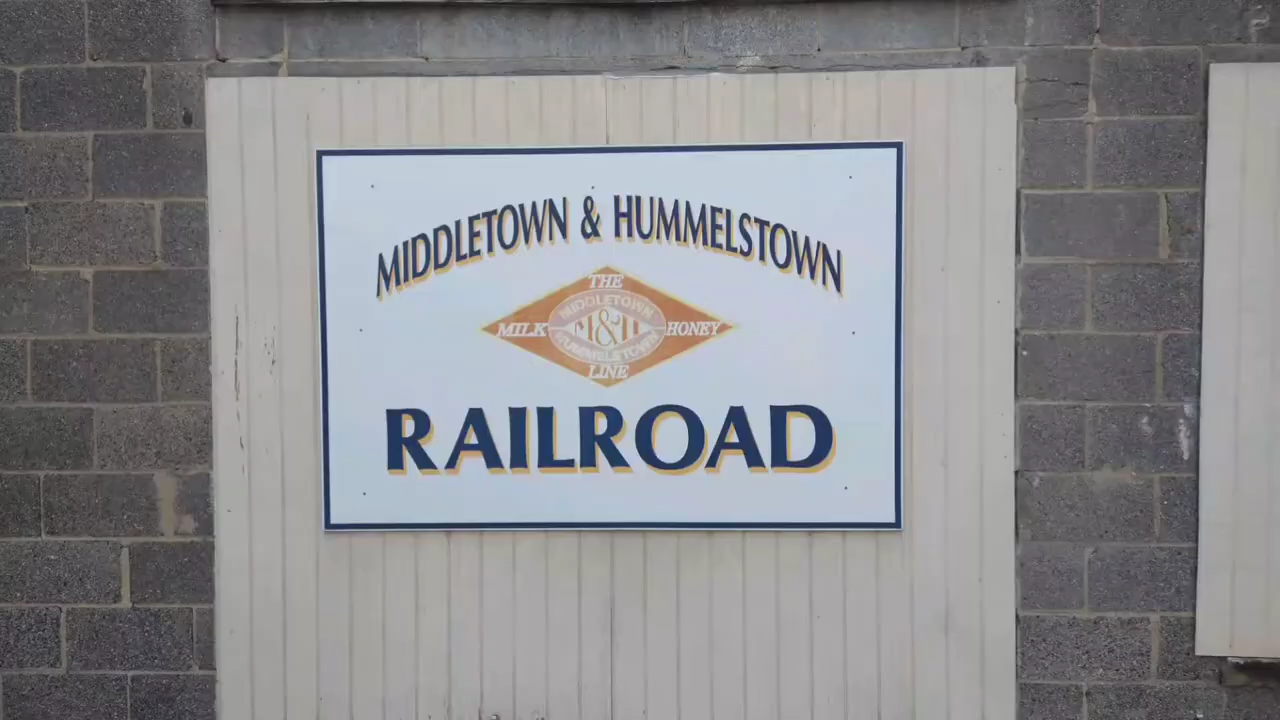 MIDDLETOWN & HUMMELSTOWN
THE
MIDDLETOWN
MILK M&H HONEY
HUMMELSTOWN
LINE
RAILROAD